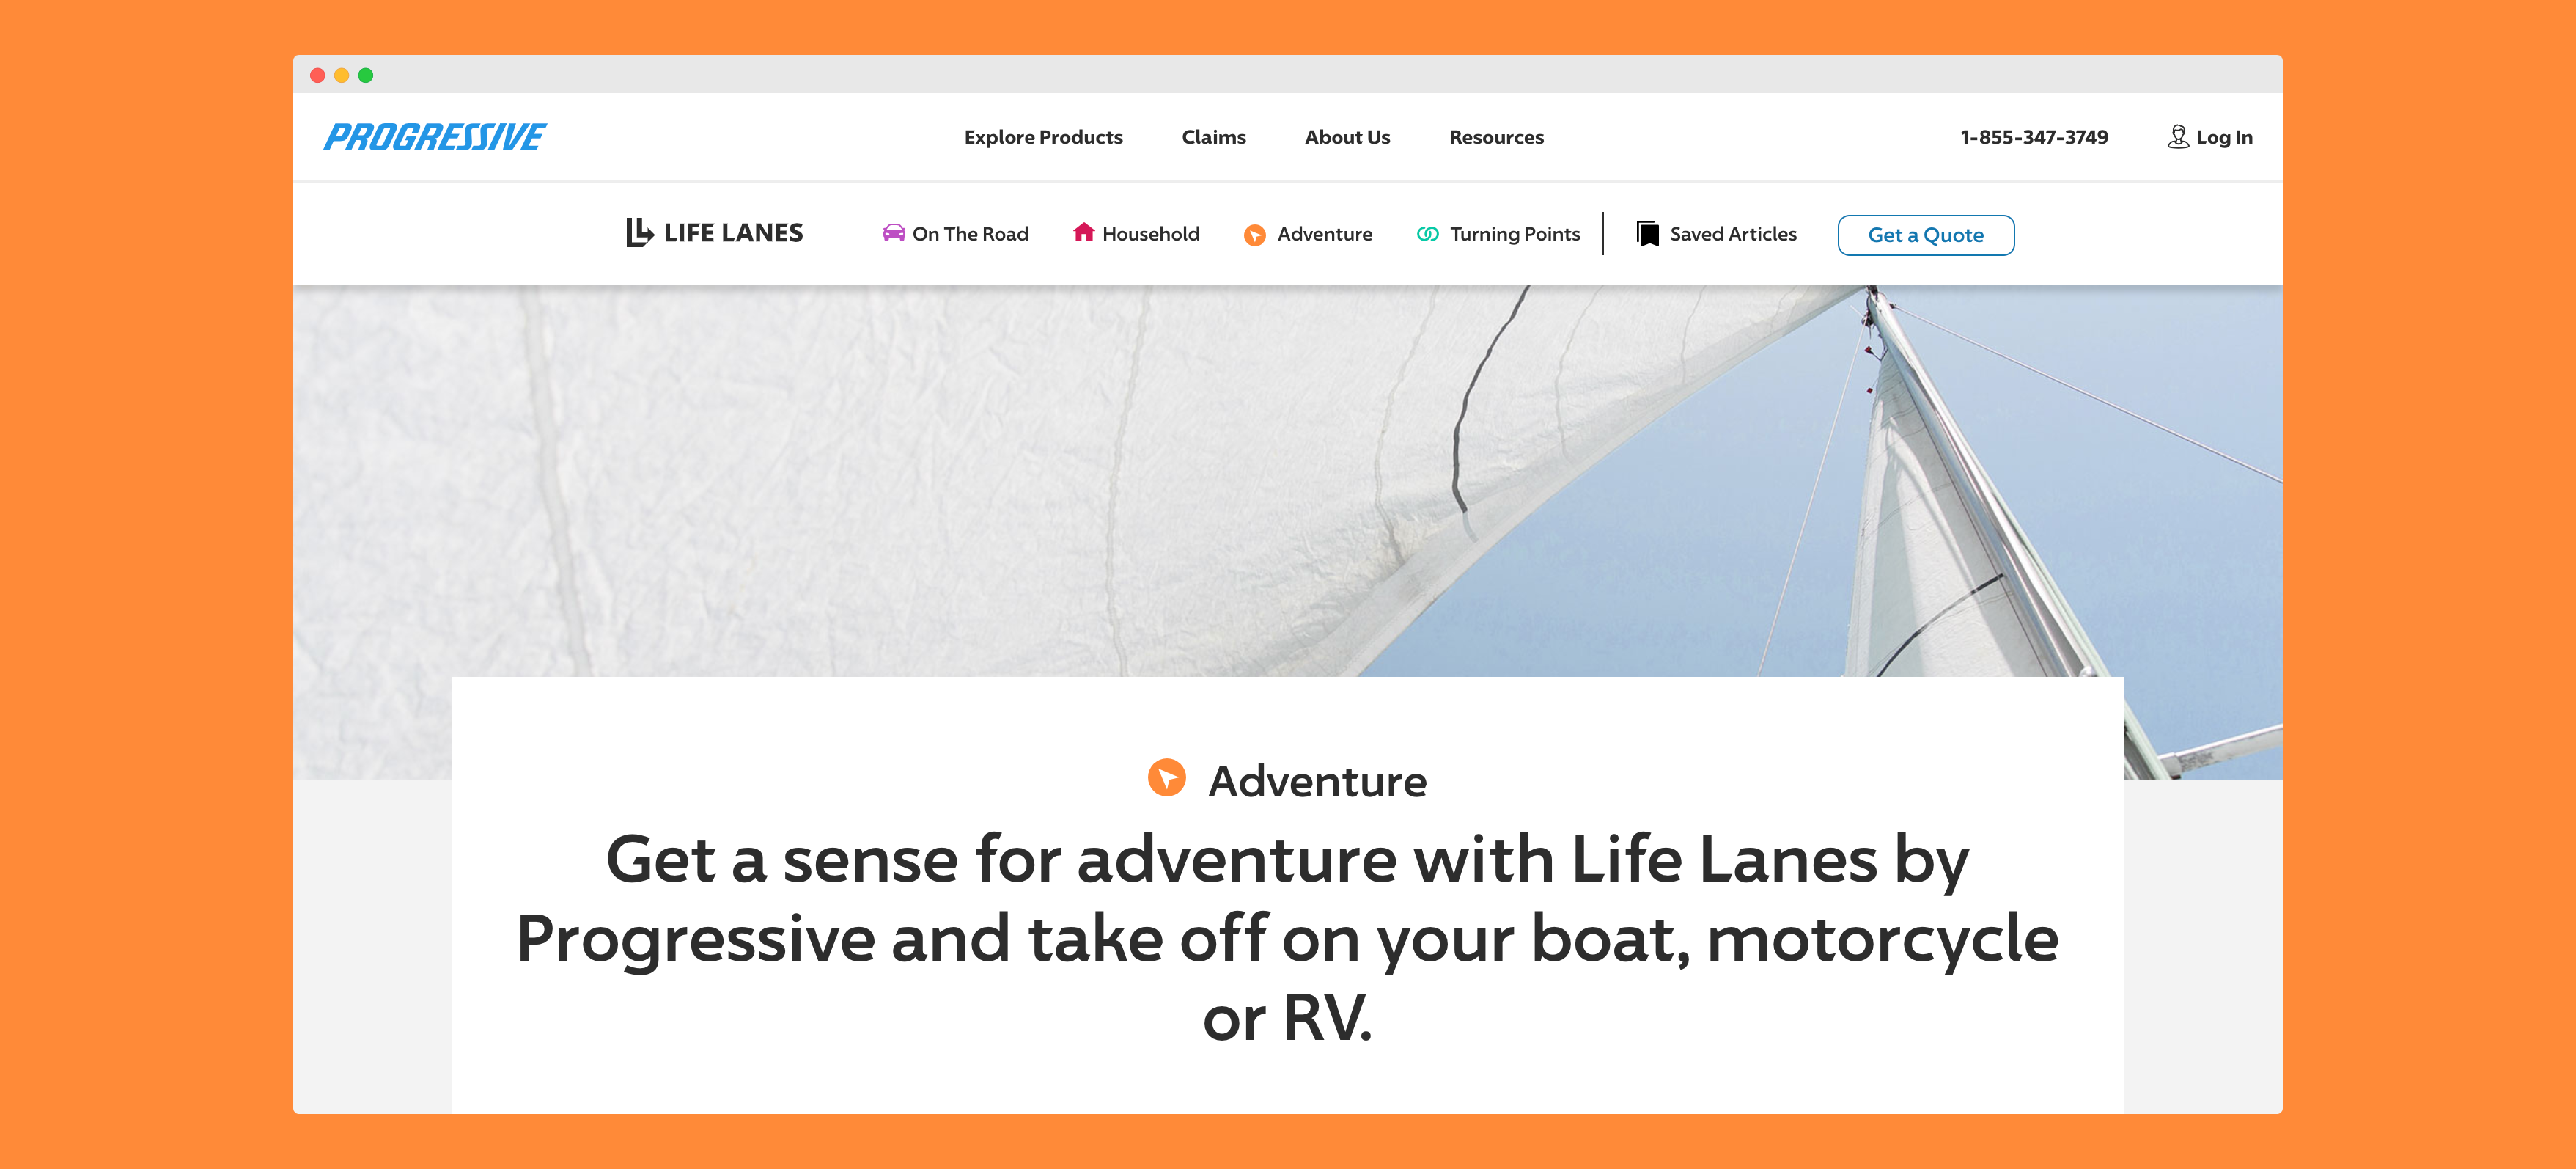 PROGRESSIVE
Explore Products Claims About Us Resources
1-855-347-3749 Log In
LIFE LANES On The Road Household Adventure Turning Points Saved Articles Get a Quote
Adventure
Get a sense for adventure with Life Lanes by
Progressive and take off on your boat, motorcycle
or RV.